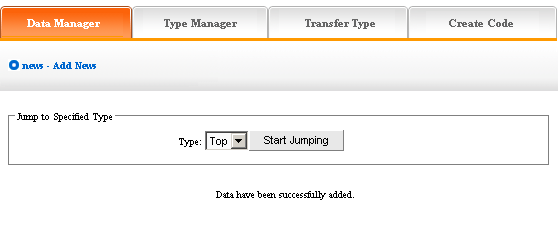 Data Manager Type Manager Transfer Type Create Code
news - Add News
Jump to Specified Type
Type: Top Start Jumping
Data have been successfully added.